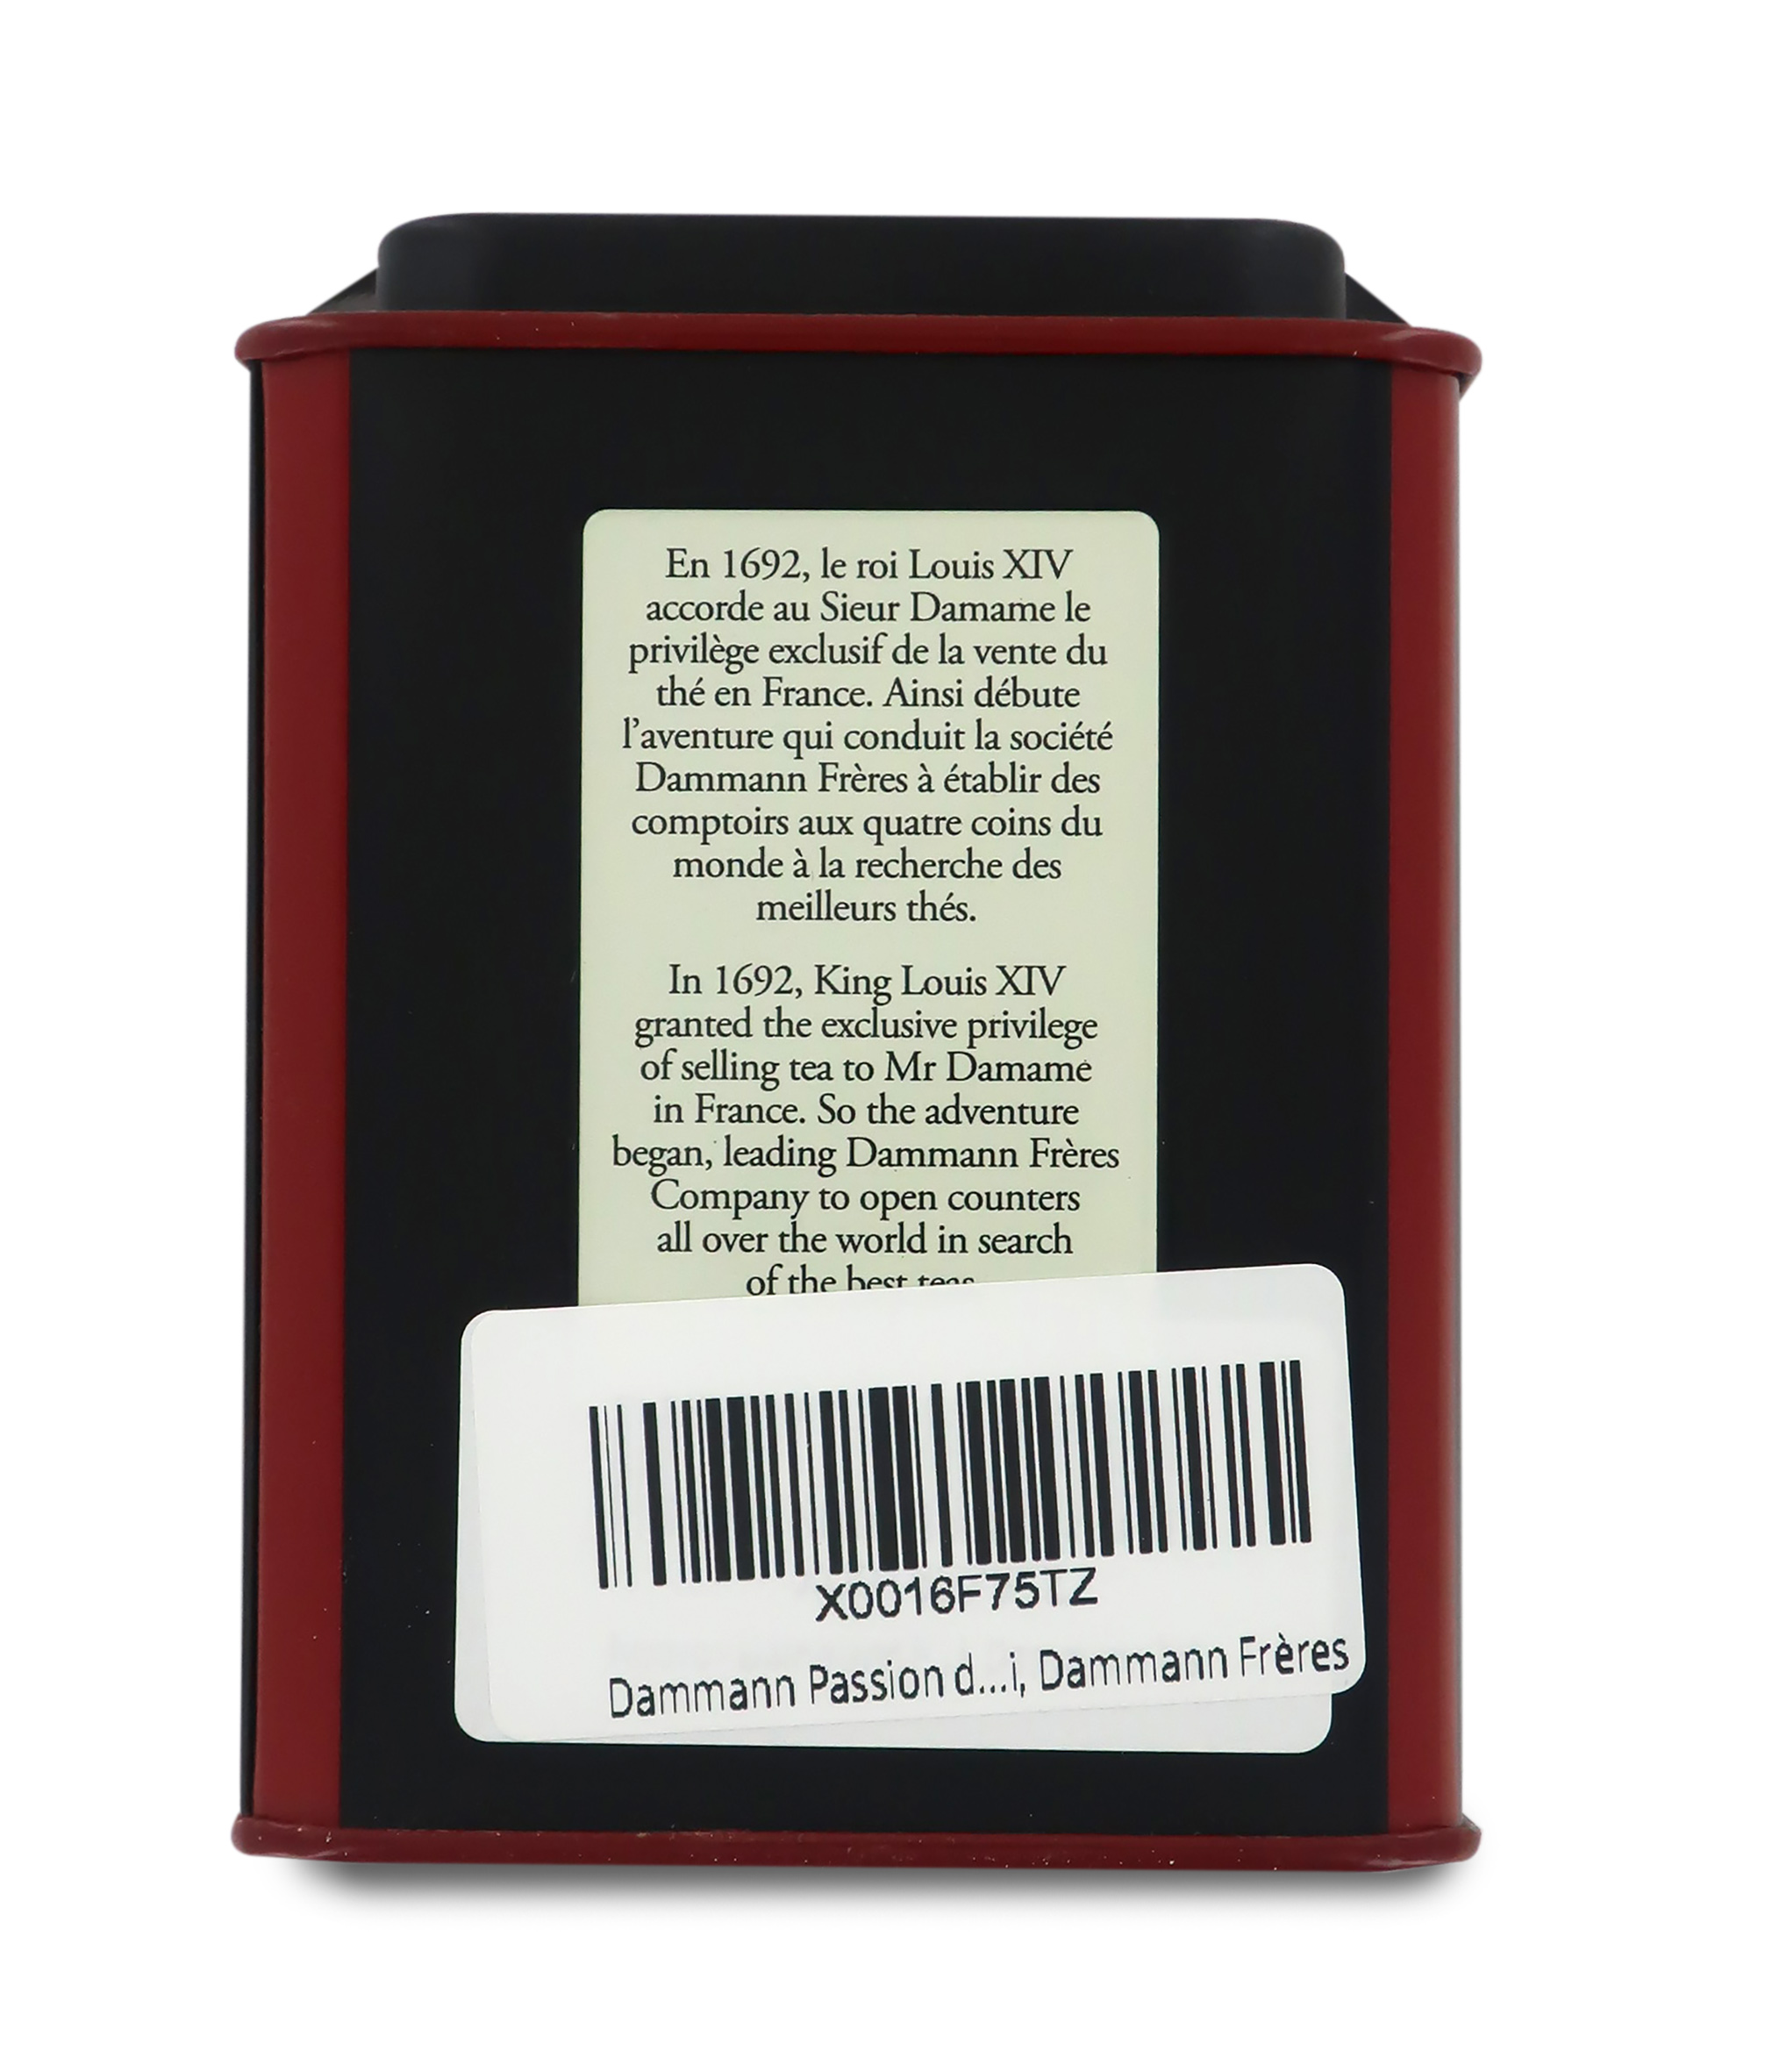 En 1692, le roi Louis XIV
accorde au Sieur Damame le
privilège exclusif de la vente du
thé en France. Ainsi débute
l'aventure qui conduit la société
Dammann Frères à établir des
comptoirs aux quatre coins du
monde à la recherche des
meilleurs thés.
In 1692, King Louis XIV
granted the exclusive privilege
of selling tea to Mr Damame
in France. So the adventure
began, leading Dammann Frères
Company to open counters
all over the world in search
of the best teas
X0016F75TZ
Dammann Passion d...i, Dammann Frères